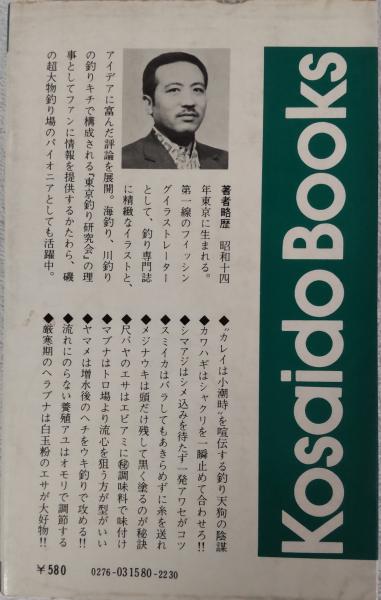 Kosaido Books
著者略歴 昭和十四
年東京に生まれる。
第一線のフィッシン
グイラストレーター
として、釣り専門誌
に精緻なイラストと、
アイデアに富んだ評論を展開。海釣り、川釣り
の釣りキチで構成される『東京釣り研究会』の理
事としてファンに情報を提供するかたわら、磯
の超大物釣り場のパイオニアとしても活躍中。
◆“カレイは小潮時”を喧伝する釣り天狗の陰謀
◆カワハギはシャクリを一瞬止めて合わせろ!!
◆シマアジはシメ込みを待たず一発アワセがコツ
◆スミイカはバラしてもあきらめずに糸を送れ
◆メジナウキは頭だけ残して黒く塗るのが秘訣
◆尺バヤのエサはエビアミに㊙調味料で味付け
◆マブナはトロ場より流心を狙う方が型がいい
◆ヤマメは増水後のヘチをウキ釣りで攻める!!
◆流れにのらない養殖アユはオモリで調節する
◆厳寒期のヘラブナは白玉粉のエサが大好物!!
¥580 0276-031580-2230